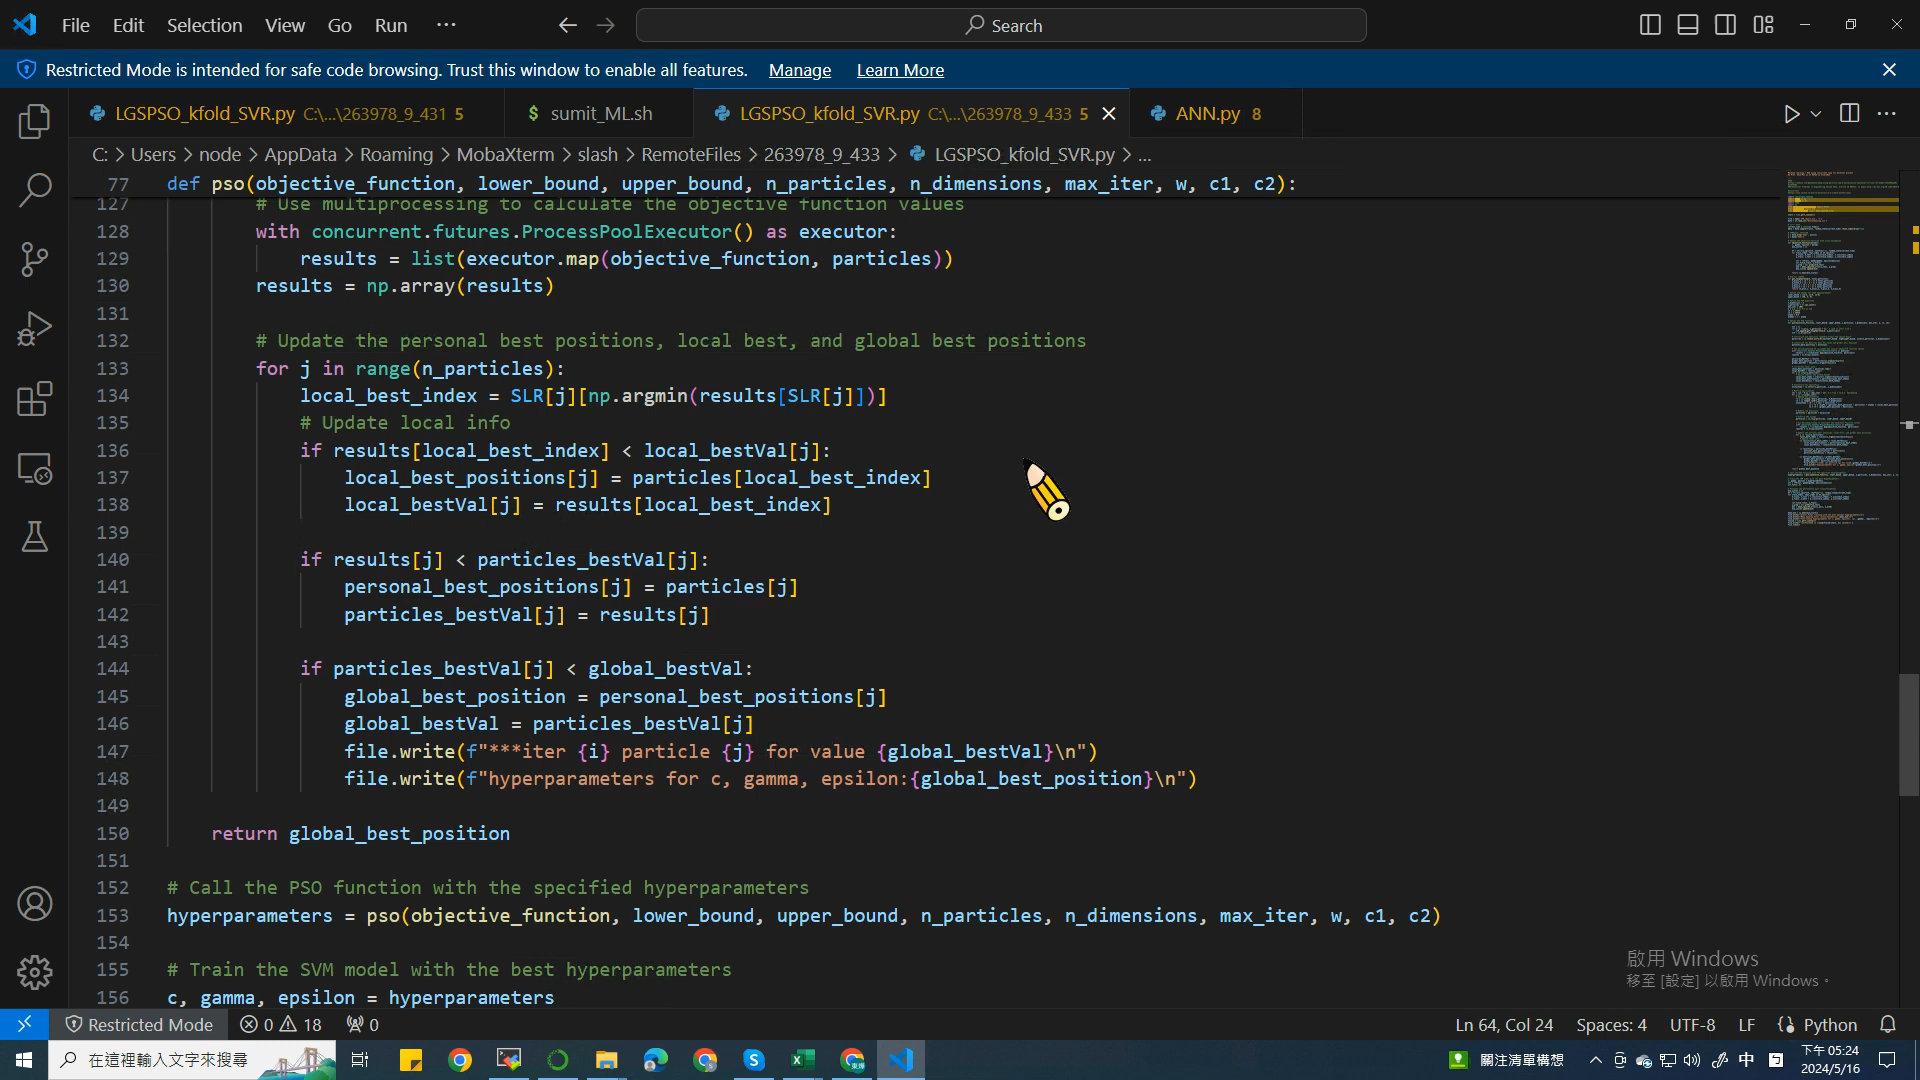 File Edit Selection View Go Run ··· Search
Restricted Mode is intended for safe code browsing. Trust this window to enable all features. Manage Learn More
LGSPSO_kfold_SVR.py C:\...\263978_9_431 5 $ sumit_ML.sh LGSPSO_kfold_SVR.py C:\...\263978_9_433 5 ANN.py 8
C: > Users > node > AppData > Roaming > MobaXterm > slash > RemoteFiles > 263978_9_433 > LGSPSO_kfold_SVR.py > ...
77 def pso(objective_function, lower_bound, upper_bound, n_particles, n_dimensions, max_iter, w, c1, c2):
127 # Use multiprocessing to calculate the objective function values
128 with concurrent.futures.ProcessPoolExecutor() as executor:
129 results = list(executor.map(objective_function, particles))
130 results = np.array(results)
131
132 # Update the personal best positions, local best, and global best positions
133 for j in range(n_particles):
134 local_best_index = SLR[j][np.argmin(results[SLR[j]])]
135 # Update local info
136 if results[local_best_index] < local_bestVal[j]:
137 local_best_positions[j] = particles[local_best_index]
138 local_bestVal[j] = results[local_best_index]
139
140 if results[j] < particles_bestVal[j]:
141 personal_best_positions[j] = particles[j]
142 particles_bestVal[j] = results[j]
143
144 if particles_bestVal[j] < global_bestVal:
145 global_best_position = personal_best_positions[j]
146 global_bestVal = particles_bestVal[j]
147 file.write(f"***iter {i} particle {j} for value {global_bestVal}\n")
148 file.write(f"hyperparameters for c, gamma, epsilon:{global_best_position}\n")
149
150 return global_best_position
151
152 # Call the PSO function with the specified hyperparameters
153 hyperparameters = pso(objective_function, lower_bound, upper_bound, n_particles, n_dimensions, max_iter, w, c1, c2)
154
155 # Train the SVM model with the best hyperparameters
156 c, gamma, epsilon = hyperparameters
啟用 Windows
移至 [設定] 以啟用 Windows。
Restricted Mode 0 18 0 Ln 64, Col 24 Spaces: 4 UTF-8 LF Python
在這裡輸入文字來搜尋 關注清單構想 中 下午 05:24
2024/5/16